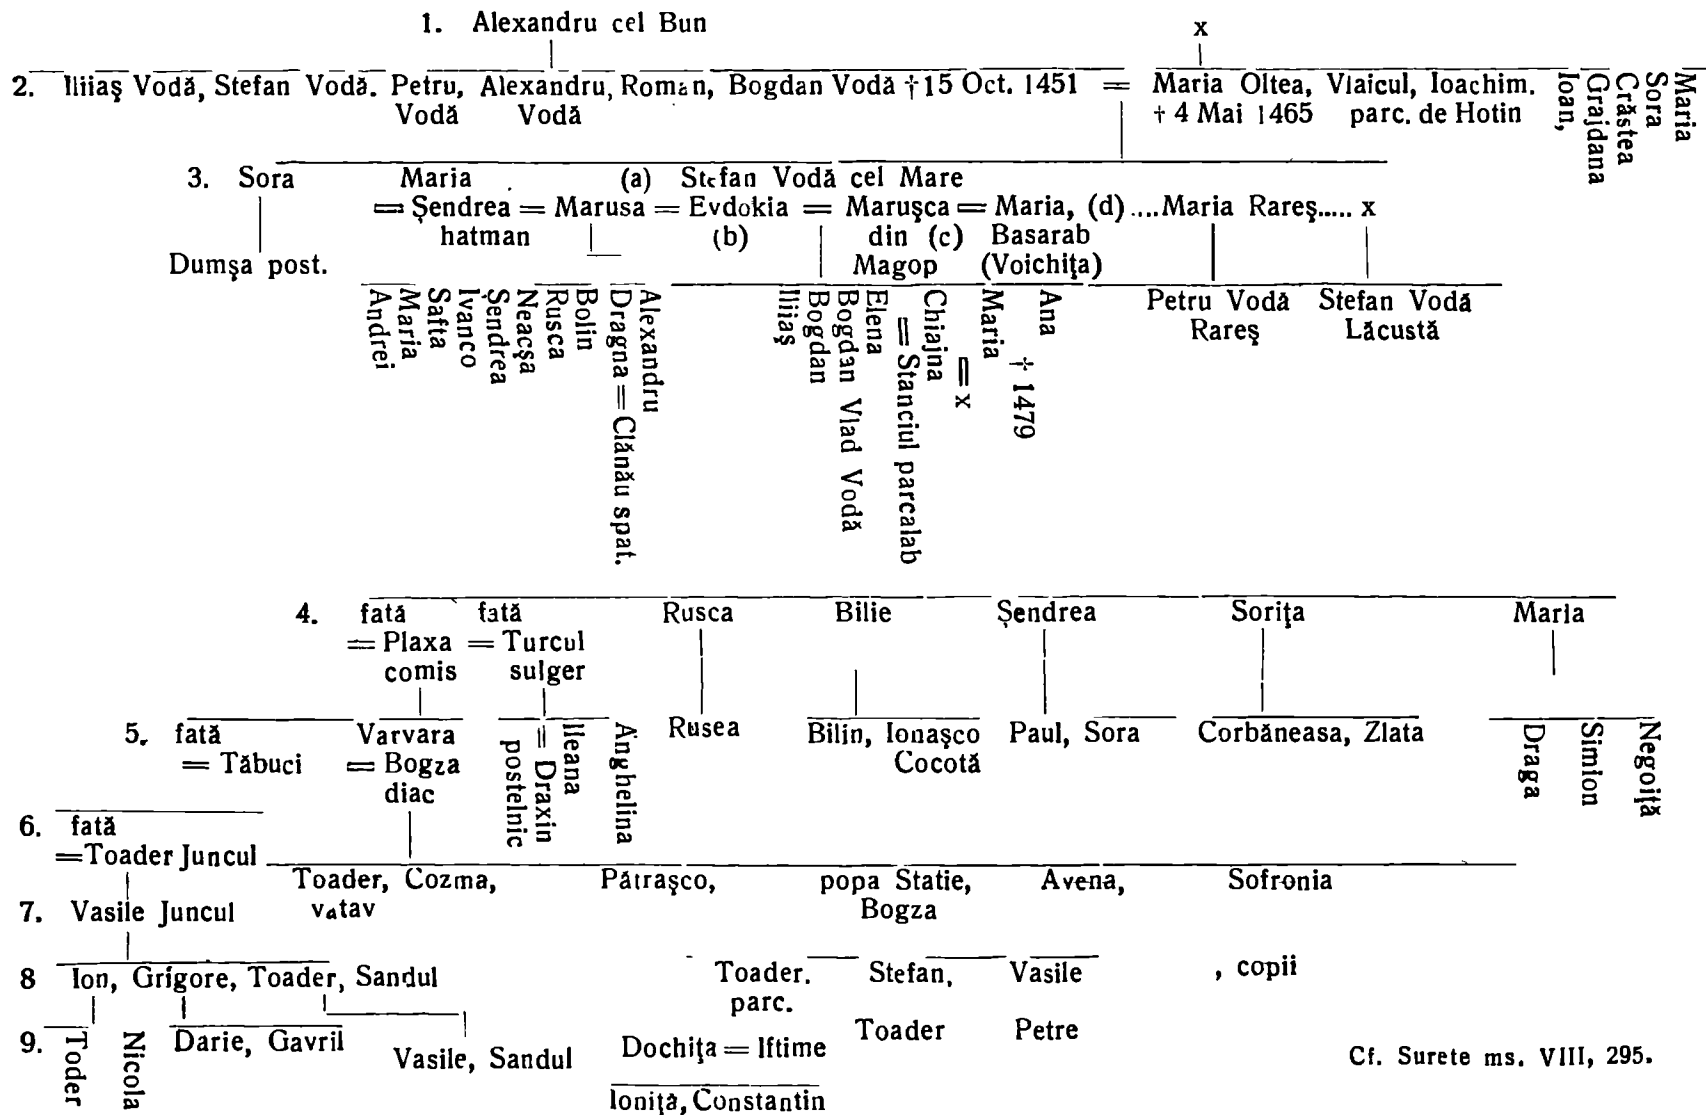 1. Alexandru cel Bun
x
2. Iliiaş Vodă, Stefan Vodă. Petru, Alexandru, Roman, Bogdan Vodă † 15 Oct. 1451 = Maria Oltea, Vlaicul, Ioachim.
Vodă Vodă † 4 Mai 1465 parc. de Hotin
Ioan,
Grajdana
Crăstea
Sora
Maria
3. Sora Maria (a) Stefan Vodă cel Mare
= Şendrea = Marusa = Evdokia = Maruşca = Maria, (d) ....Maria Rareş..... x
hatman (b) din (c) Basarab
Dumşa post. Magop (Voichiţa)
Andrei
Maria
Safta
Ivanco
Şendrea
Neacşa
Rusca
Bolin
Dragna = Clănău spat.
Alexandru
Iliiaş
Bogdan
Bogdan Vlad Vodă
Elena
= Stanciul parcalab
Chiajna = x
Maria
Ana † 1479
Petru Vodă Stefan Vodă
Rareş Lăcustă
4. fată fată Rusca Bilie Şendrea Soriţa Maria
= Plaxa = Turcul
comis sulger
5. fată Varvara Rusea Bilin, Ionaşco Paul, Sora Corbăneasa, Zlata
= Tăbuci = Bogza Cocotă
diac
Ileana
= Draxin
postelnic
Anghelina
Draga
Simion
Negoiţă
6. fată
=Toader Juncul
Toader, Cozma, Pătraşco, popa Statie, Avena, Sofronia
vatav Bogza
7. Vasile Juncul
8 Ion, Grigore, Toader, Sandul Toader. Stefan, Vasile , copii
parc.
9. Toder
Nicola
Darie, Gavril Vasile, Sandul Dochiţa = Iftime Toader Petre
Ioniţă, Constantin
Cf. Surete ms. VIII, 295.